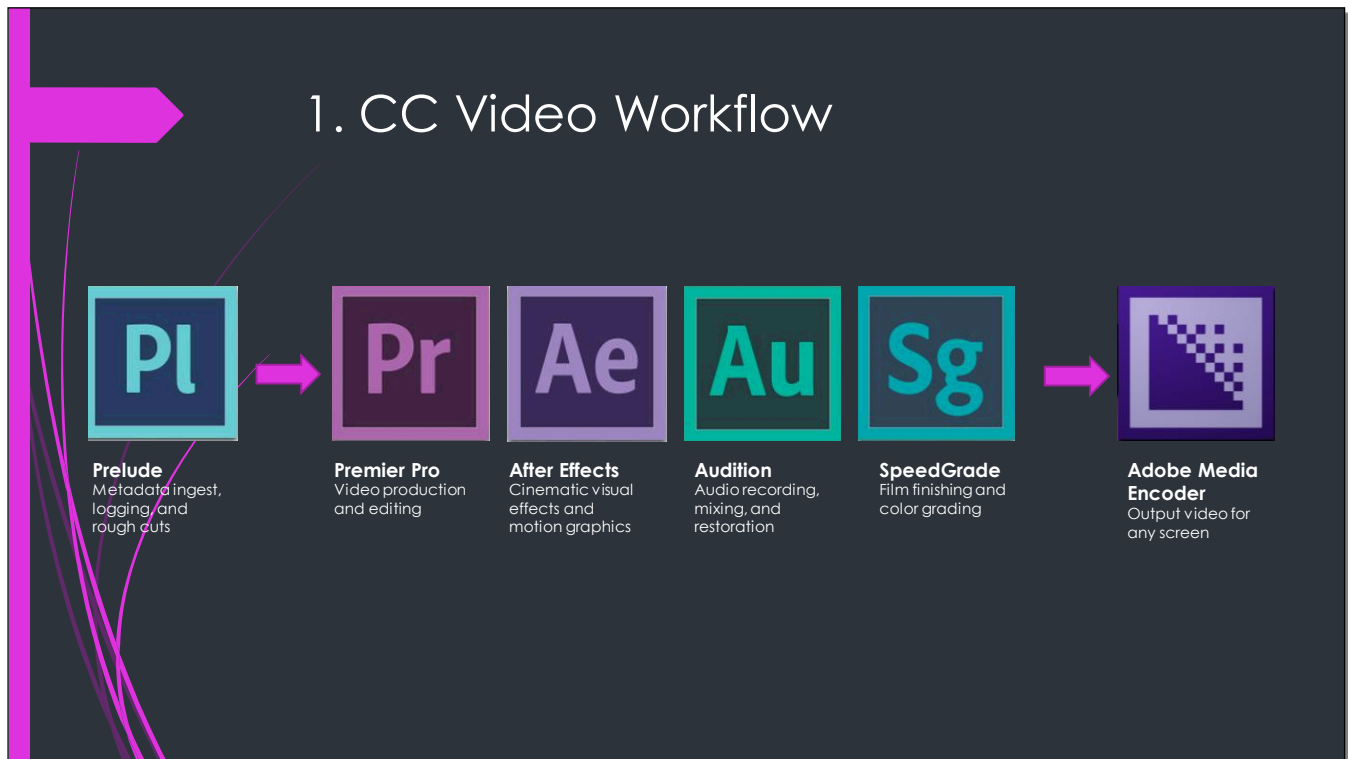 1. CC Video Workflow
Pl
Pr
Ae
Au
Sg
Prelude
Metadata ingest,
logging, and
rough cuts
Premier Pro
Video production
and editing
After Effects
Cinematic visual
effects and
motion graphics
Audition
Audio recording,
mixing, and
restoration
SpeedGrade
Film finishing and
color grading
Adobe Media
Encoder
Output video for
any screen